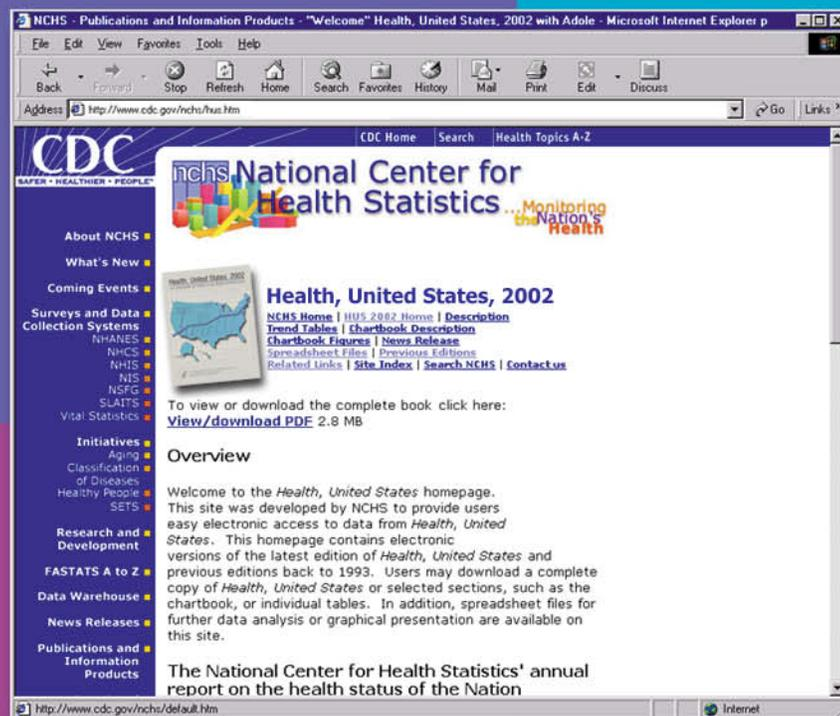 NCHS - Publications and Information Products - "Welcome" Health, United States, 2002 with Adole - Microsoft Internet Explorer p
File Edit View Favorites Tools Help
Back Forward Stop Refresh Home Search Favorites History Mail Print Edit Discuss
Address http://www.cdc.gov/nchs/hus.htm Go Links
CDC Home Search Health Topics A-Z
CDC
SAFER • HEALTHIER • PEOPLE™
nchs National Center for
Health Statistics ...Monitoring
the Nation's
Health
About NCHS
What's New
Coming Events
Surveys and Data
Collection Systems
NHANES
NHCS
NHIS
NIS
NSFG
SLAITS
Vital Statistics
Initiatives
Aging
Classification
of Diseases
Healthy People
SETS
Research and
Development
FASTATS A to Z
Data Warehouse
News Releases
Publications and
Information
Products
Health, United States, 2002
Health, United States, 2002
NCHS Home | HUS 2002 Home | Description
Trend Tables | Chartbook Description
Chartbook Figures | News Release
Spreadsheet Files | Previous Editions
Related Links | Site Index | Search NCHS | Contact us
To view or download the complete book click here:
View/download PDF 2.8 MB
Overview
Welcome to the Health, United States homepage.
This site was developed by NCHS to provide users
easy electronic access to data from Health, United
States. This homepage contains electronic
versions of the latest edition of Health, United States and
previous editions back to 1993. Users may download a complete
copy of Health, United States or selected sections, such as the
chartbook, or individual tables. In addition, spreadsheet files for
further data analysis or graphical presentation are available on
this site.
The National Center for Health Statistics' annual
report on the health status of the Nation
http://www.cdc.gov/nchs/default.htm Internet